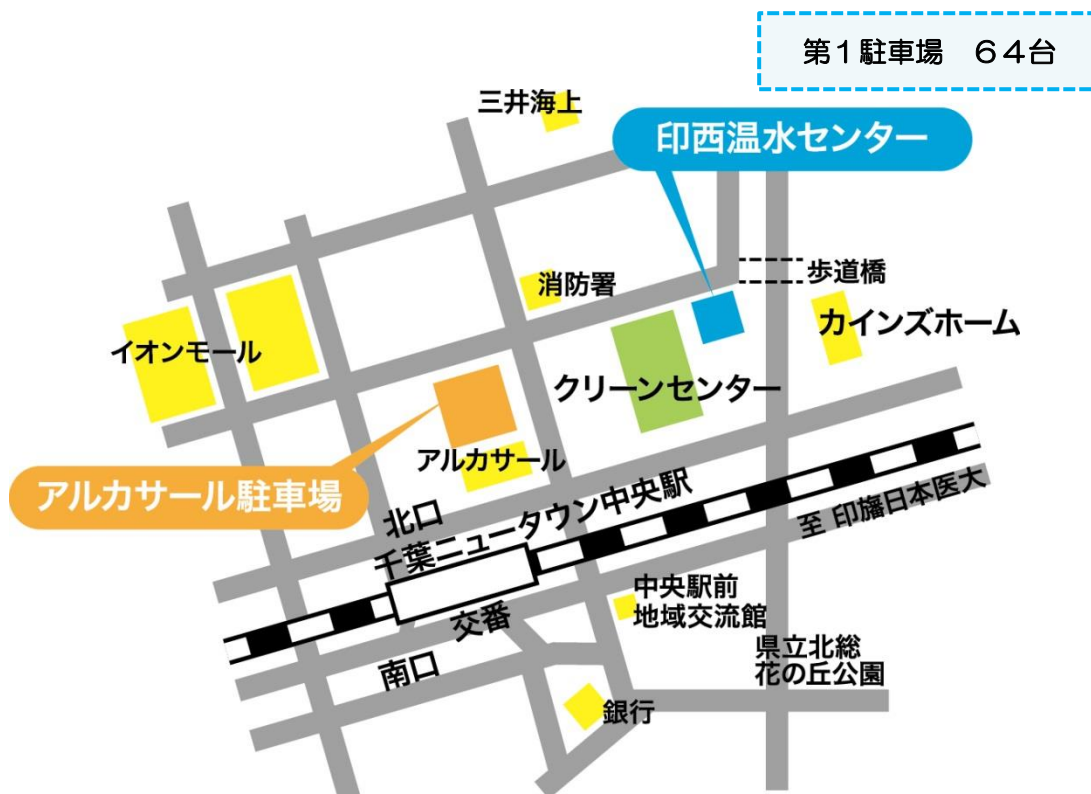 第1駐車場 64台
三井海上
印西温水センター
消防署
歩道橋
カインズホーム
イオンモール
クリーンセンター
アルカサール
アルカサール駐車場
北口
千葉ニュータウン中央駅
至 印旛日本医大
中央駅前
地域交流館
交番
南口
県立北総
花の丘公園
銀行